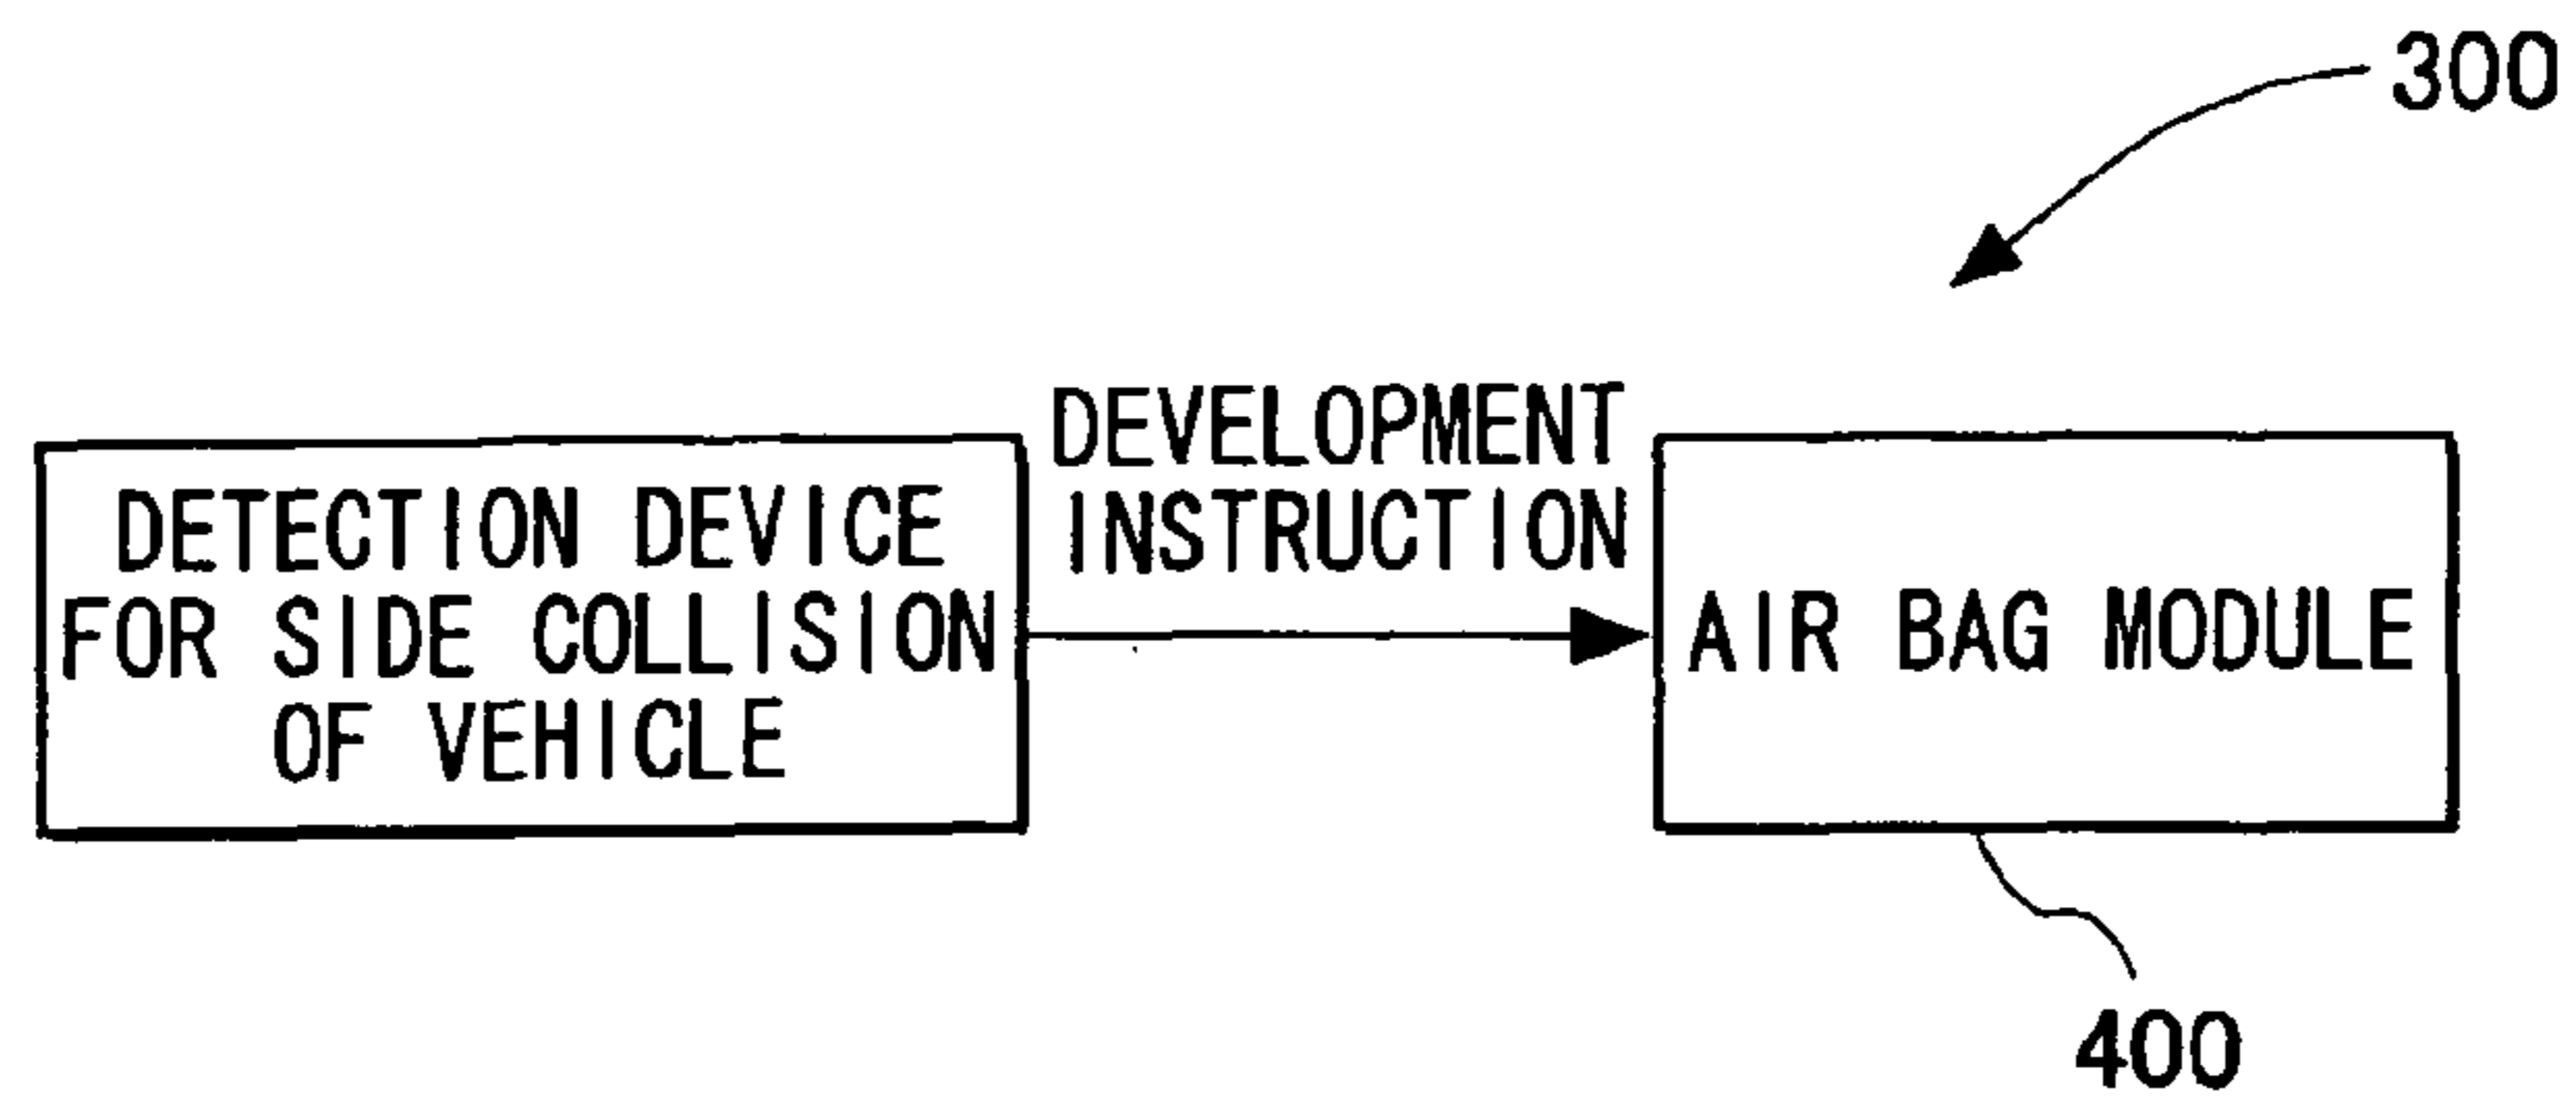 300
DEVELOPMENT
INSTRUCTION
DETECTION DEVICE
FOR SIDE COLLISION
OF VEHICLE
AIR BAG MODULE
400